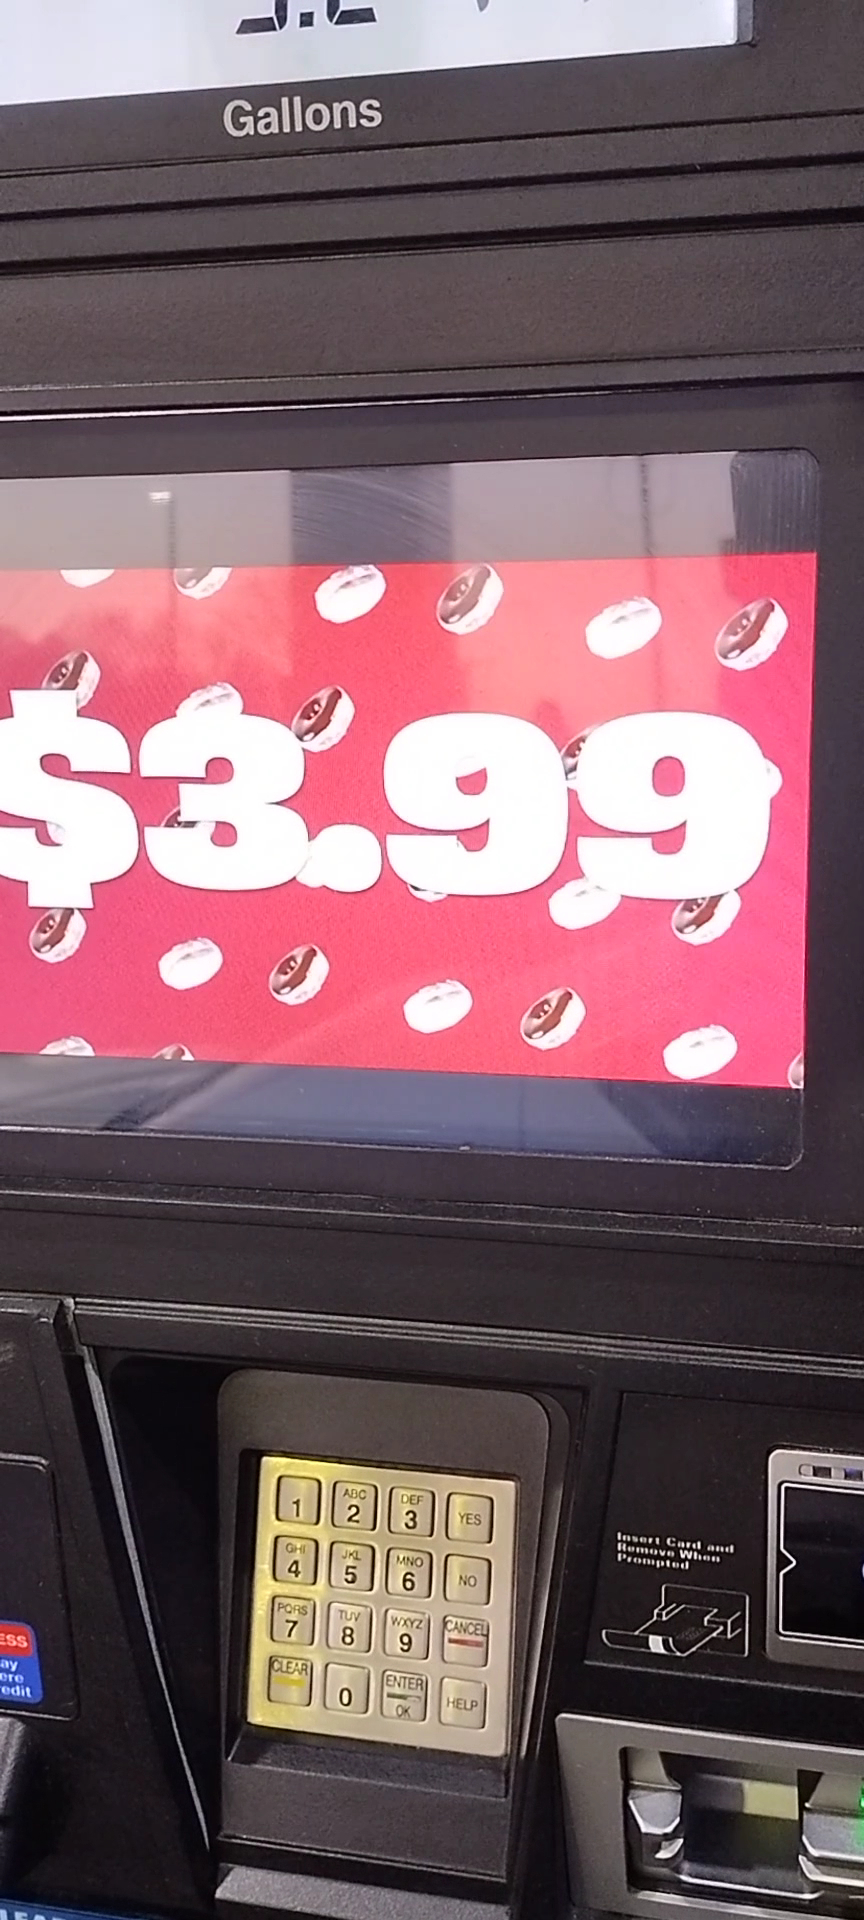 Gallons
$3.99
1
ABC
2
DEF
3
YES
GHI
4
JKL
5
MNO
6
NO
PQRS
7
TUV
8
WXYZ
9
CANCEL
CLEAR
0
ENTER
OK
HELP
Insert Card and
Remove When
Prompted